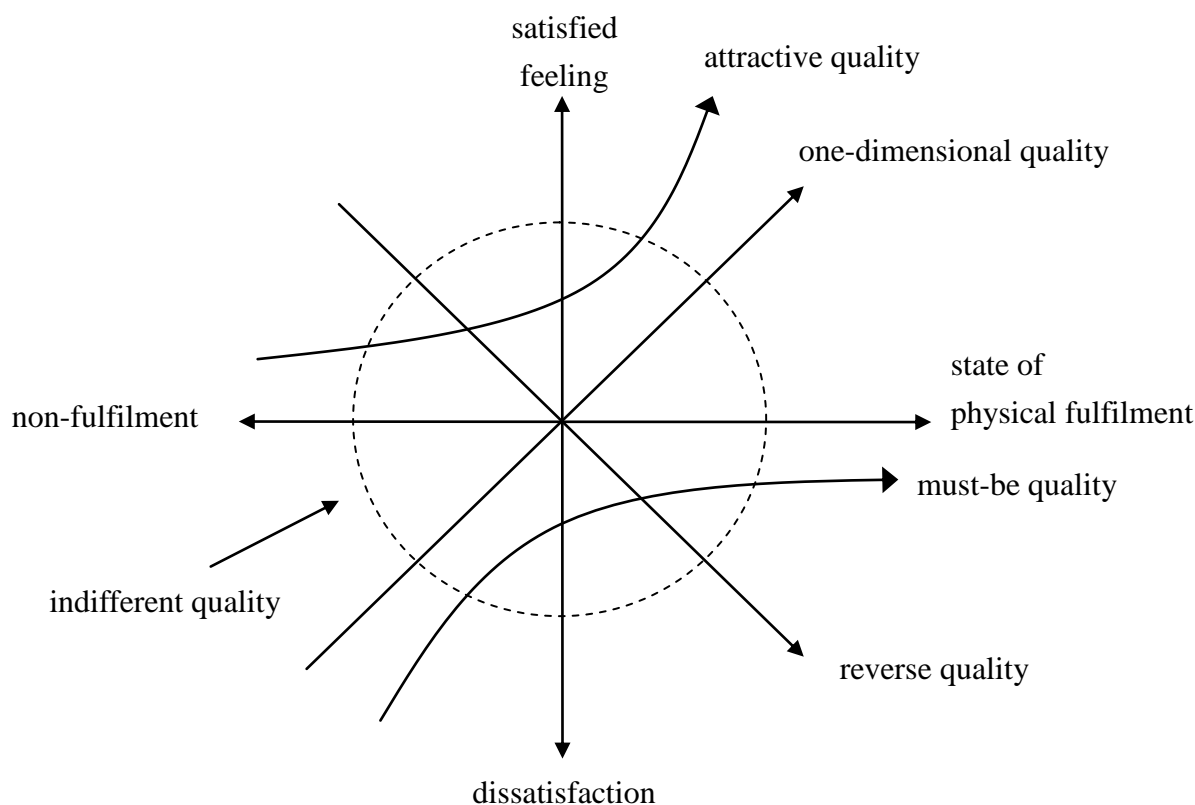 satisfied
feeling
attractive quality
one-dimensional quality
state of
physical fulfilment
non-fulfilment
must-be quality
indifferent quality
reverse quality
dissatisfaction